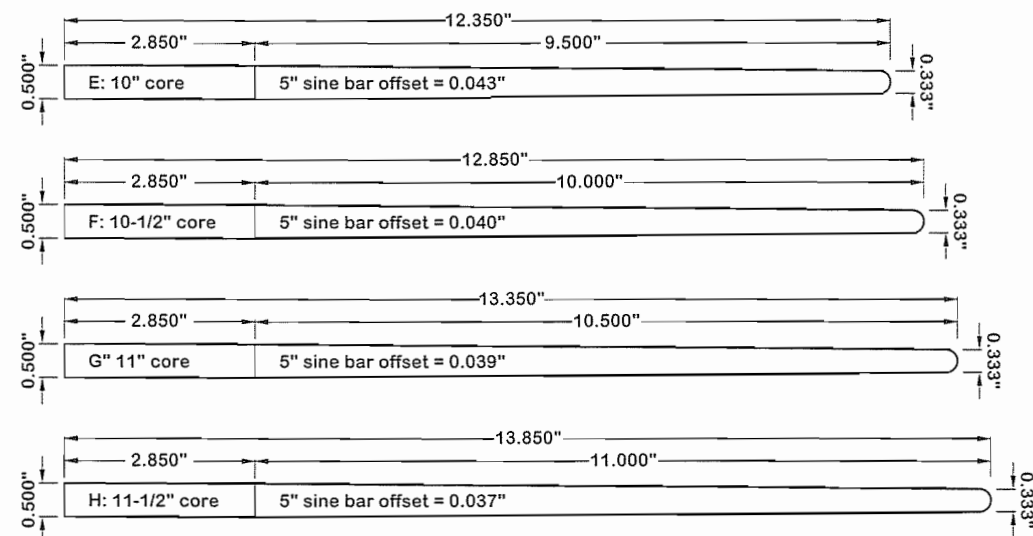 12.350"
2.850"
9.500"
0.500"
E: 10" core
5" sine bar offset = 0.043"
0.333"
12.850"
2.850"
10.000"
0.500"
F: 10-1/2" core
5" sine bar offset = 0.040"
0.333"
13.350"
2.850"
10.500"
0.500"
G" 11" core
5" sine bar offset = 0.039"
0.333"
13.850"
2.850"
11.000"
0.500"
H: 11-1/2" core
5" sine bar offset = 0.037"
0.333"